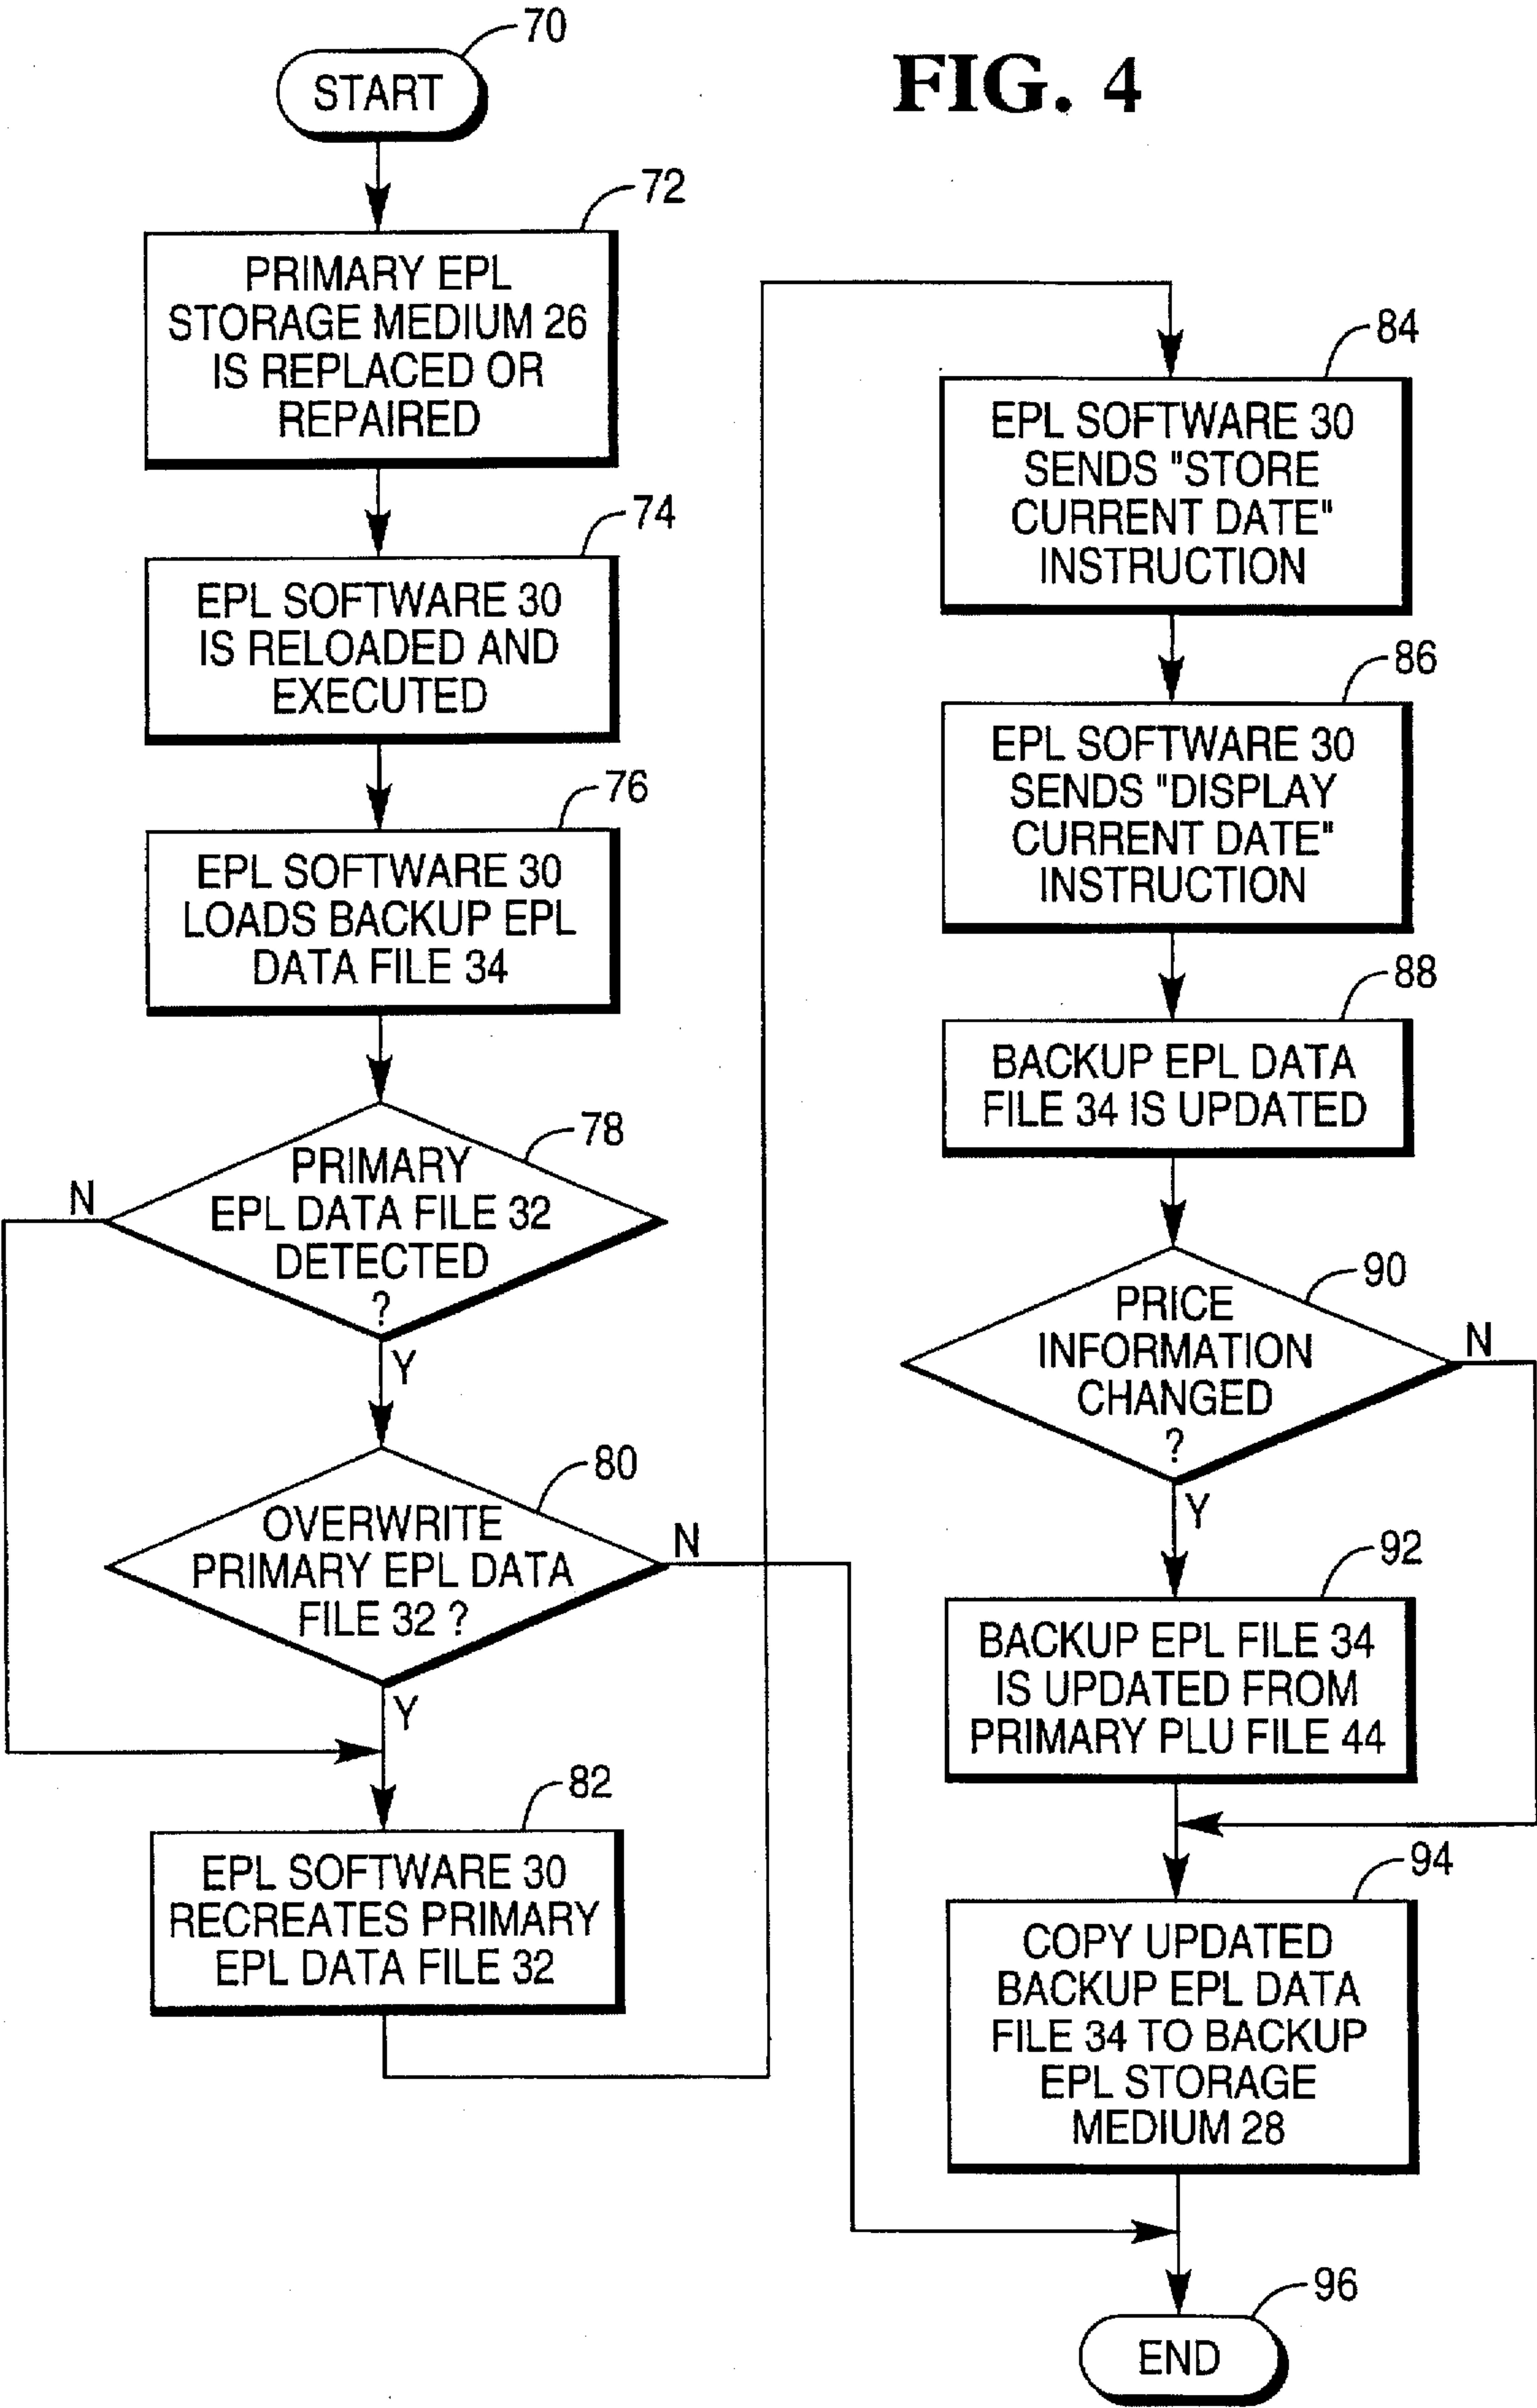 FIG. 4
70
START
72
PRIMARY EPL
STORAGE MEDIUM 26
IS REPLACED OR
REPAIRED
74
EPL SOFTWARE 30
IS RELOADED AND
EXECUTED
76
EPL SOFTWARE 30
LOADS BACKUP EPL
DATA FILE 34
78
PRIMARY
EPL DATA FILE 32
DETECTED
?
N
Y
80
OVERWRITE
PRIMARY EPL DATA
FILE 32 ?
N
Y
82
EPL SOFTWARE 30
RECREATES PRIMARY
EPL DATA FILE 32
84
EPL SOFTWARE 30
SENDS "STORE
CURRENT DATE"
INSTRUCTION
86
EPL SOFTWARE 30
SENDS "DISPLAY
CURRENT DATE"
INSTRUCTION
88
BACKUP EPL DATA
FILE 34 IS UPDATED
90
PRICE
INFORMATION
CHANGED
?
N
Y
92
BACKUP EPL FILE 34
IS UPDATED FROM
PRIMARY PLU FILE 44
94
COPY UPDATED
BACKUP EPL DATA
FILE 34 TO BACKUP
EPL STORAGE
MEDIUM 28
96
END